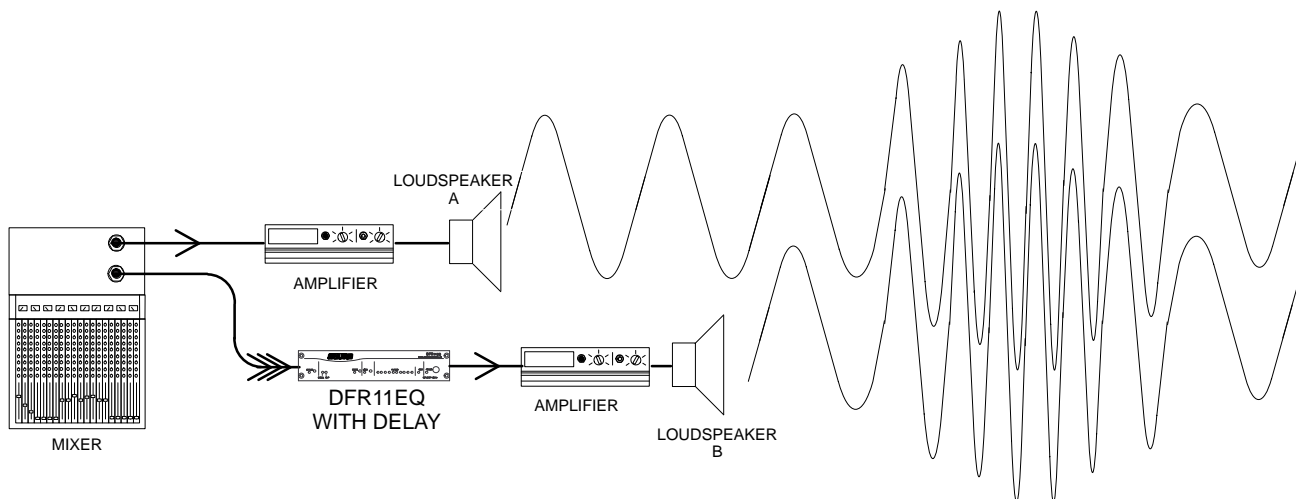 LOUDSPEAKER
A
AMPLIFIER
DFR11EQ
WITH DELAY
AMPLIFIER
LOUDSPEAKER
B
MIXER